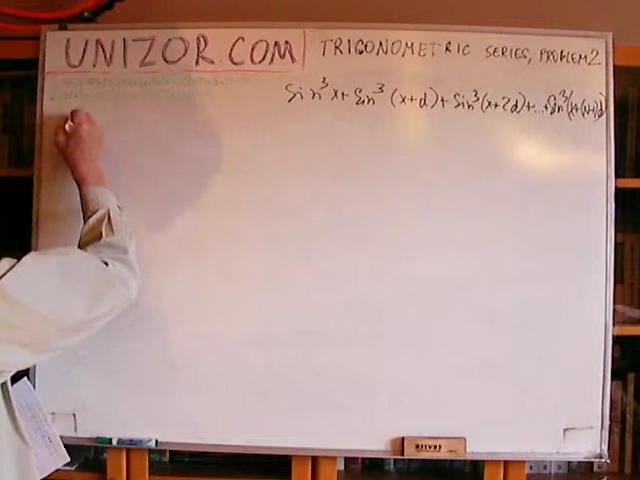 UNIZOR.COM
TRIGONOMETRIC SERIES, PROBLEM 2
Sin³x + Sin³(x+d) + Sin³(x+2d) + ... + Sin³(x+(n-1)d)